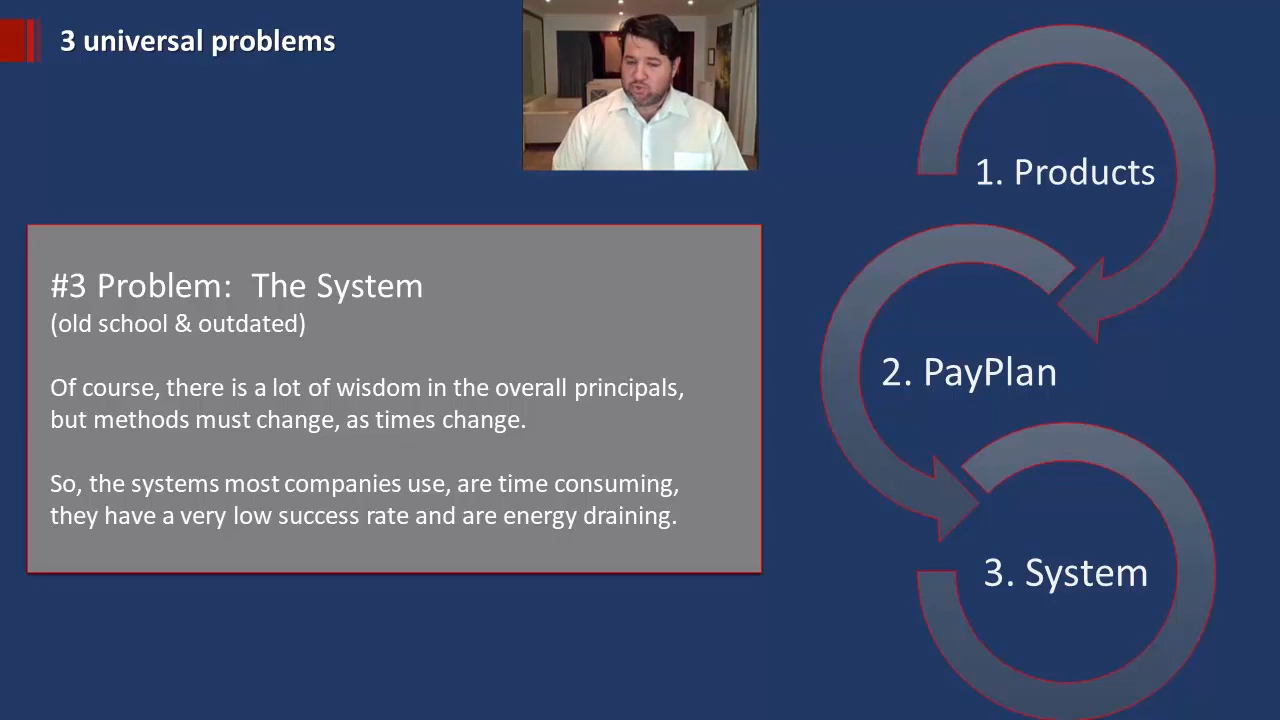 3 universal problems
#3 Problem:  The System
(old school & outdated)
Of course, there is a lot of wisdom in the overall principals,
but methods must change, as times change.
So, the systems most companies use, are time consuming,
they have a very low success rate and are energy draining.
1. Products
2. PayPlan
3. System